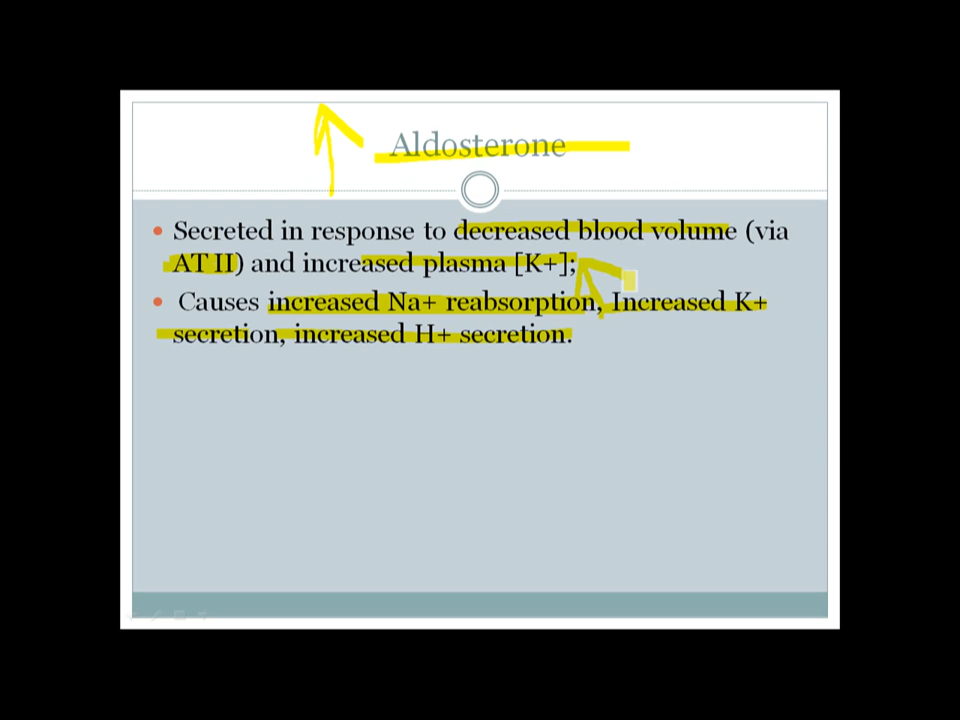 Aldosterone
Secreted in response to decreased blood volume (via
AT II) and increased plasma [K+];
Causes increased Na+ reabsorption, Increased K+
secretion, increased H+ secretion.